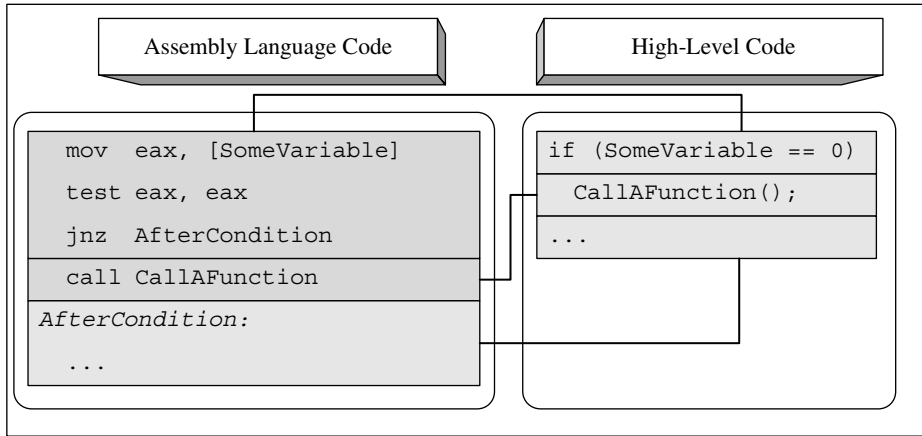 Assembly Language Code
High-Level Code
mov eax, [SomeVariable]
test eax, eax
jnz AfterCondition
call CallAFunction
AfterCondition:
...
if (SomeVariable == 0)
CallAFunction();
...